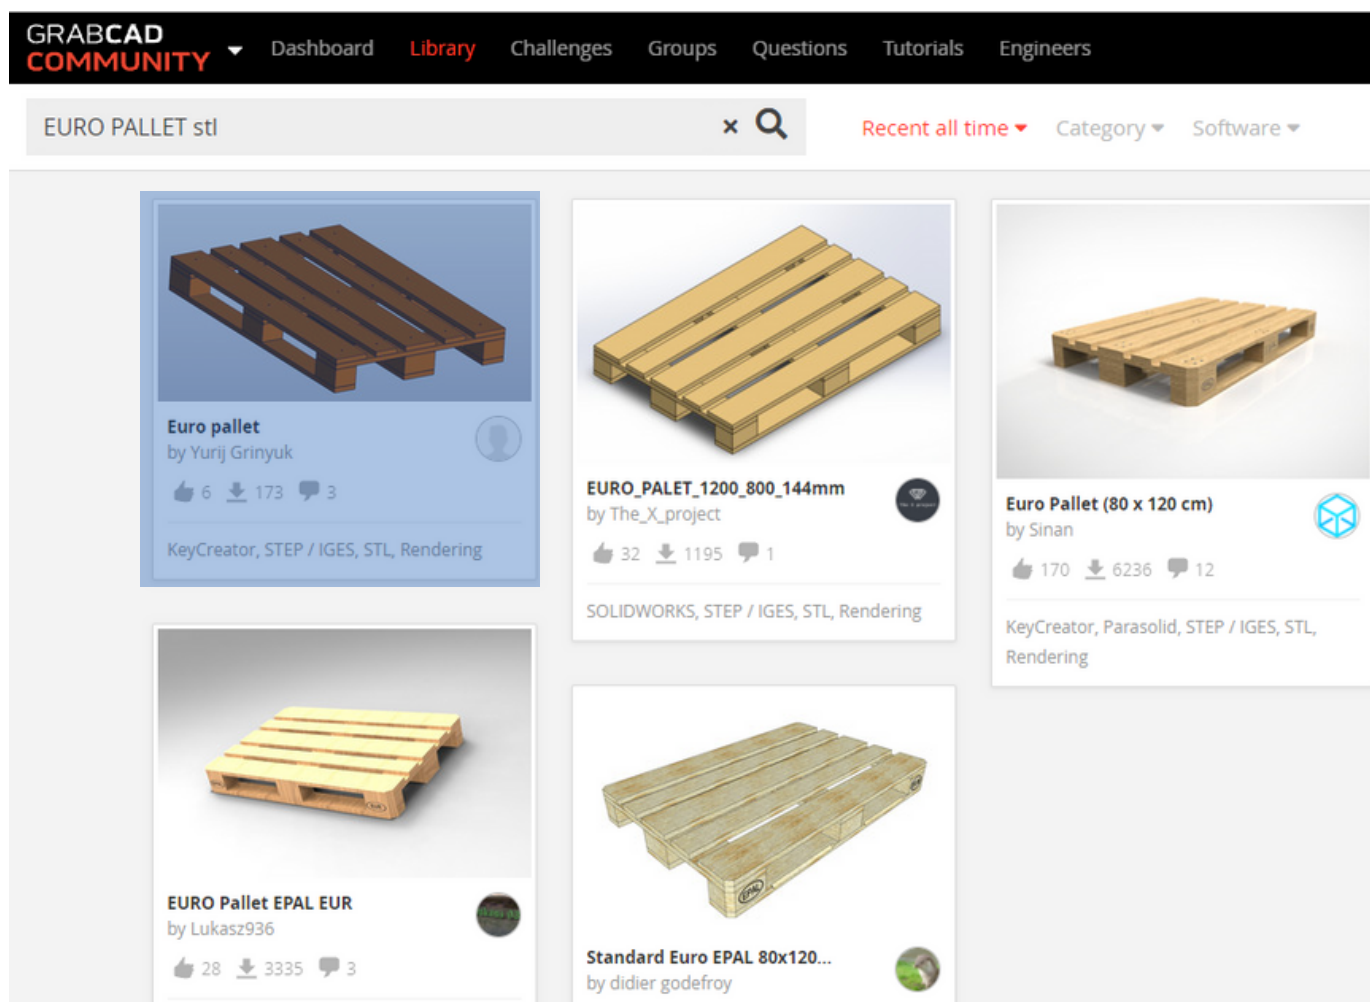 GRABCAD
COMMUNITY
Dashboard
Library
Challenges
Groups
Questions
Tutorials
Engineers
EURO PALLET stl
×
Recent all time
Category
Software
Euro pallet
by Yurij Grinyuk
6 173 3
KeyCreator, STEP / IGES, STL, Rendering
EURO_PALET_1200_800_144mm
by The_X_project
32 1195 1
SOLIDWORKS, STEP / IGES, STL, Rendering
Euro Pallet (80 x 120 cm)
by Sinan
170 6236 12
KeyCreator, Parasolid, STEP / IGES, STL,
Rendering
EURO Pallet EPAL EUR
by Lukasz936
28 3335 3
EPAL
Standard Euro EPAL 80x120...
by didier godefroy